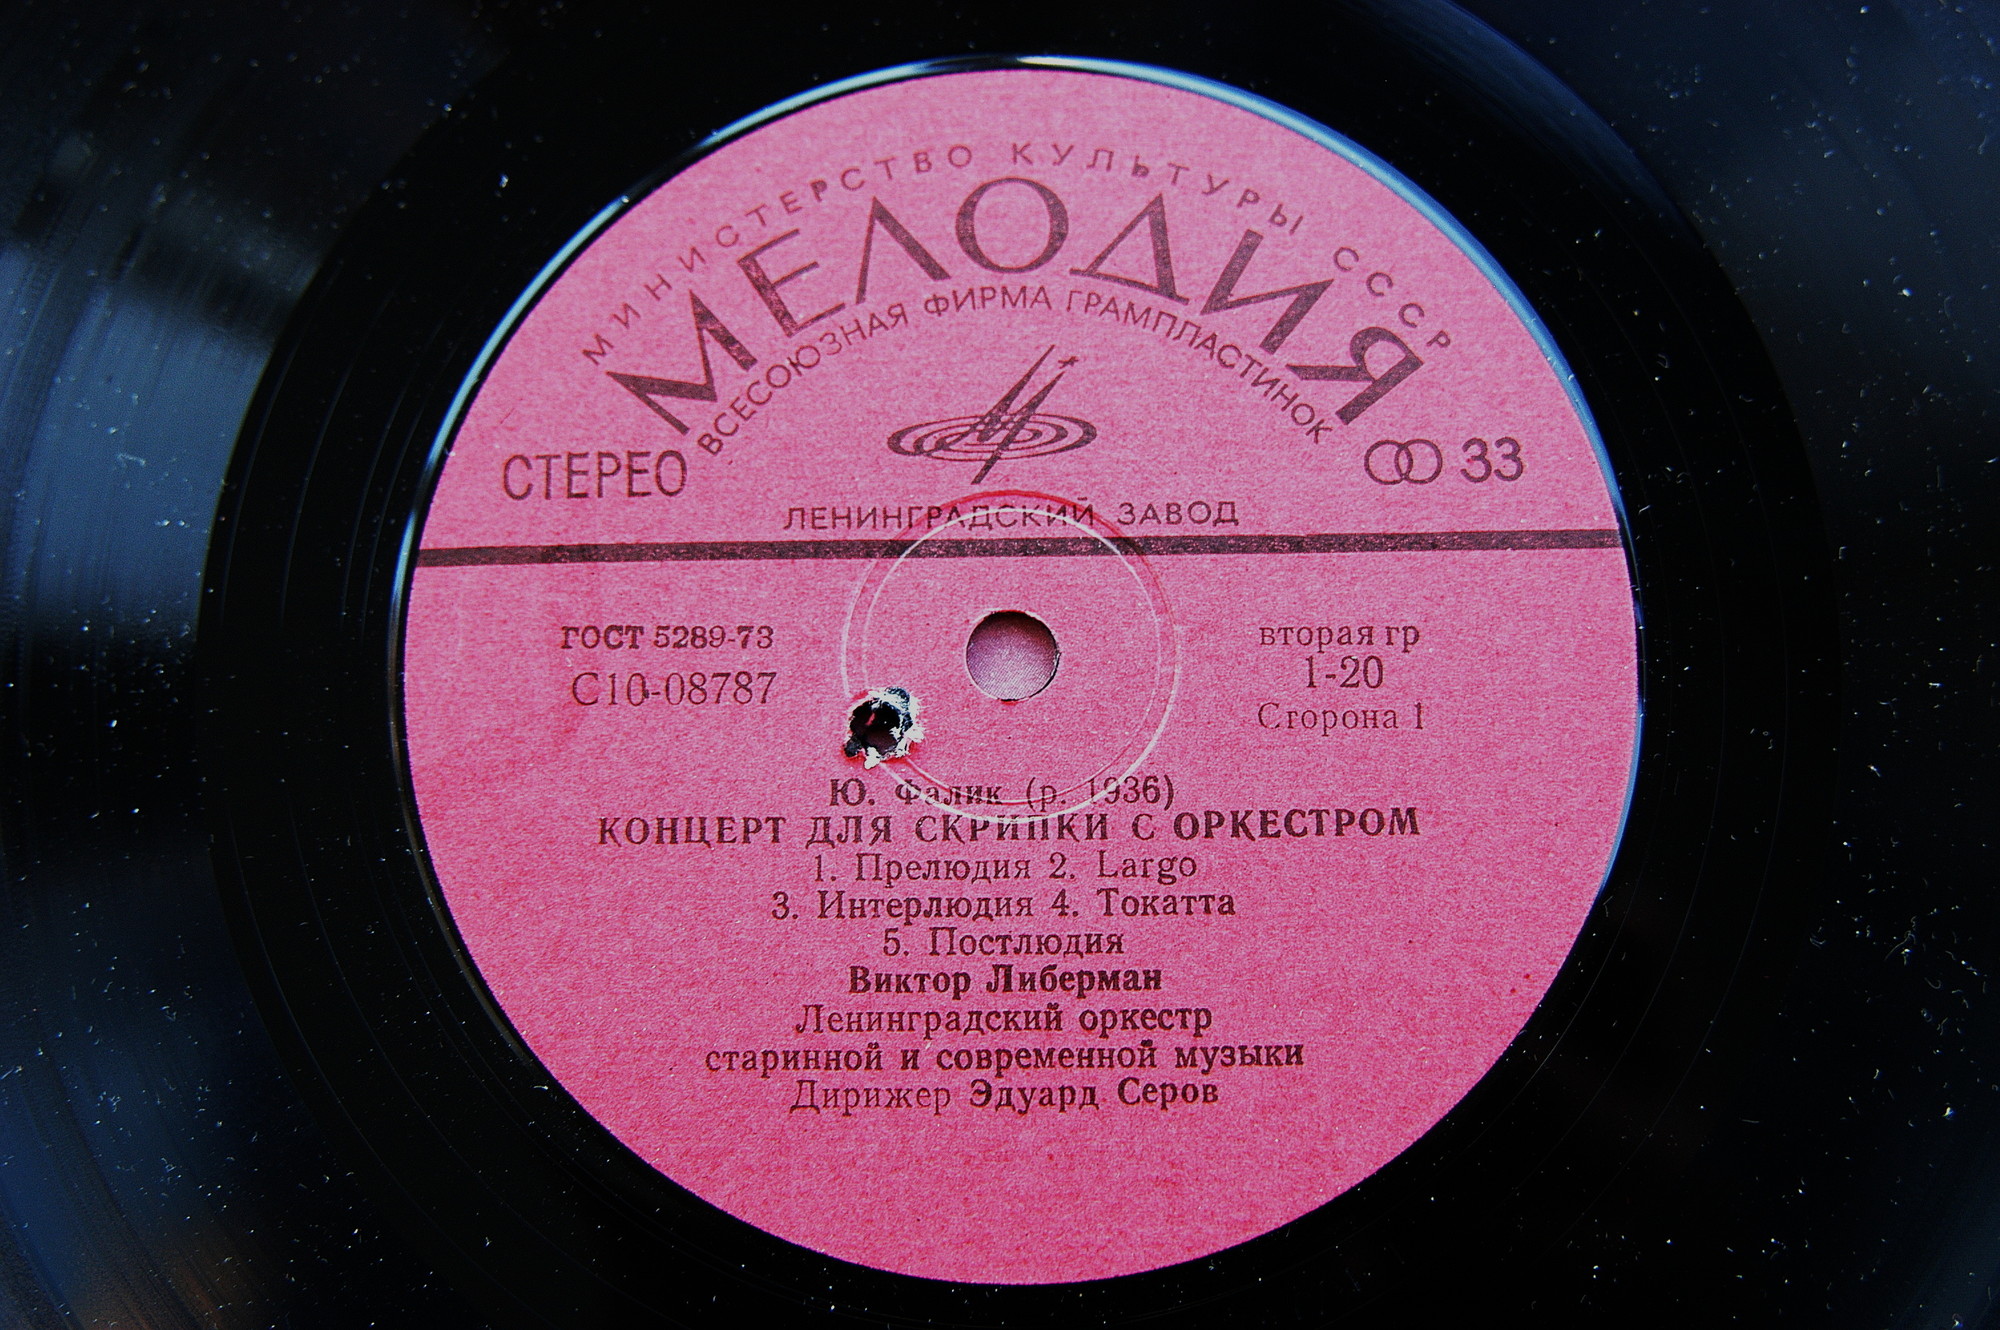 МИНИСТЕРСТВО КУЛЬТУРЫ СССР
МЕЛОДИЯ
ВСЕСОЮЗНАЯ ФИРМА ГРАМПЛАСТИНОК
СТЕРЕО
33
ЛЕНИНГРАДСКИЙ ЗАВОД
ГОСТ 5289-73
С10-08787
вторая гр
1-20
Сторона 1
Ю. Фалик (р. 1936)
КОНЦЕРТ ДЛЯ СКРИПКИ С ОРКЕСТРОМ
1. Прелюдия 2. Largo
3. Интерлюдия 4. Токатта
5. Постлюдия
Виктор Либерман
Ленинградский оркестр
старинной и современной музыки
Дирижер Эдуард Серов